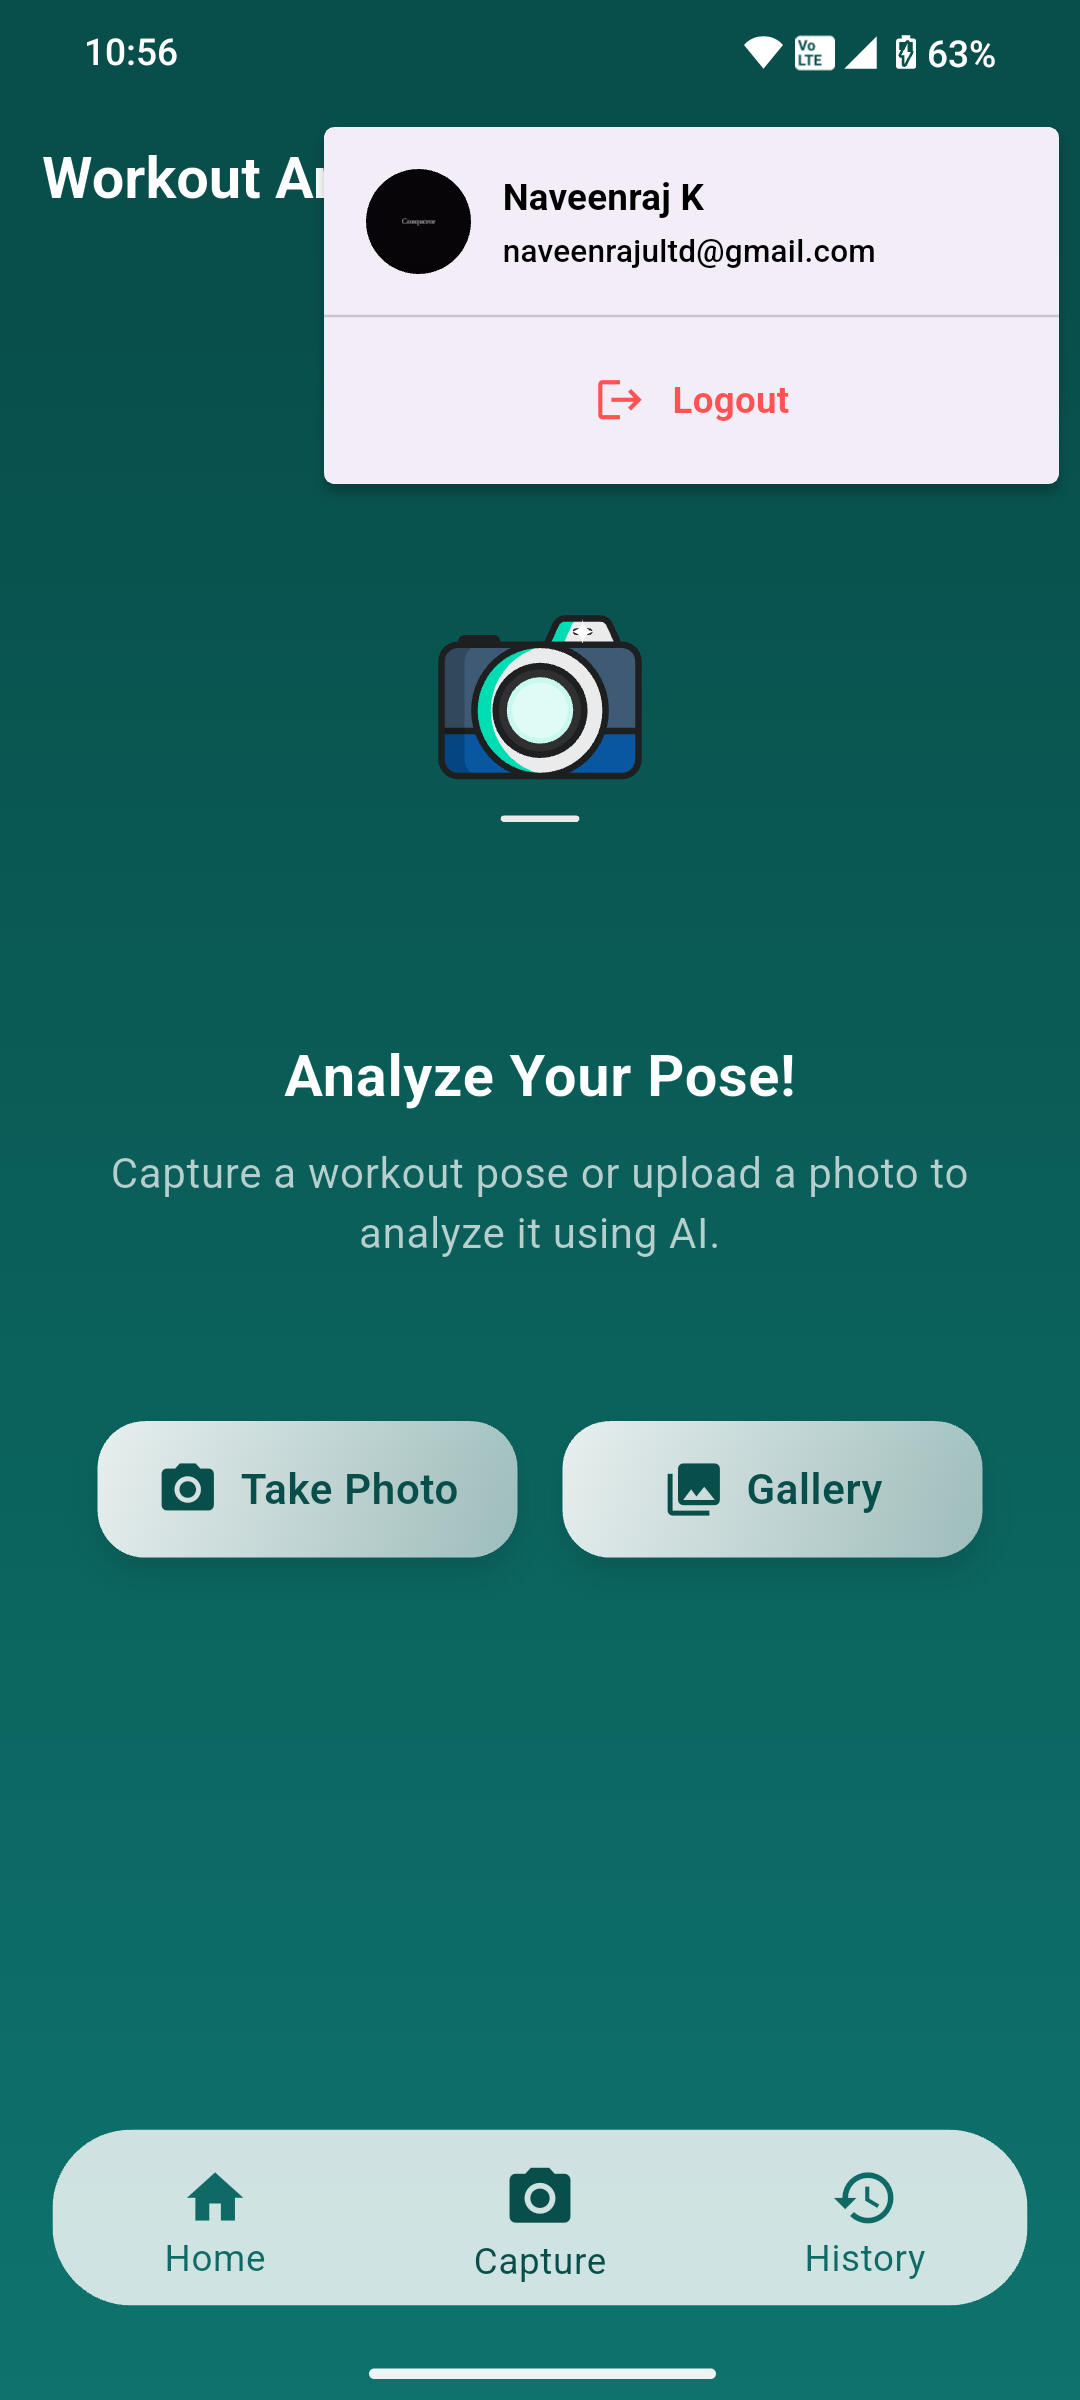 10:56
Vo
LTE
63%
Workout
Naveenraj K
naveenrajultd@gmail.com
Logout
Analyze Your Pose!
Capture a workout pose or upload a photo to
analyze it using AI.
Take Photo
Gallery
Home
Capture
History